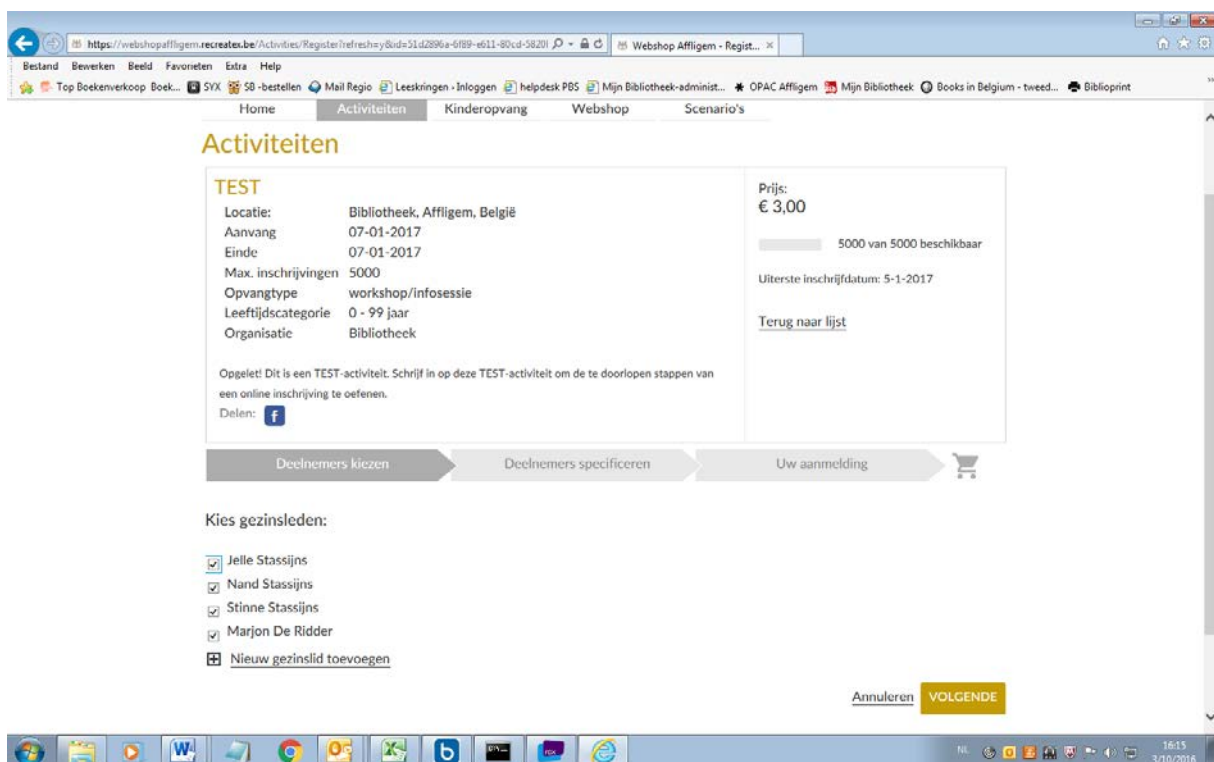 https://webshopaffligem.recreatex.be/Activities/Register?refresh=y&id=51d2896a-6f89-e611-80cd-5820l
Webshop Affligem - Regist...
Bestand Bewerken Beeld Favorieten Extra Help
Top Boekenverkoop Boek... SYX SB -bestellen Mail Regio Leeskringen - Inloggen helpdesk PBS Mijn Bibliotheek-administ... OPAC Affligem Mijn Bibliotheek Books in Belgium - tweed... Biblioprint
Home Activiteiten Kinderopvang Webshop Scenario's
Activiteiten
TEST
Locatie: Bibliotheek, Affligem, België
Aanvang 07-01-2017
Einde 07-01-2017
Max. inschrijvingen 5000
Opvangtype workshop/infosessie
Leeftijdscategorie 0 - 99 jaar
Organisatie Bibliotheek
Opgelet! Dit is een TEST-activiteit. Schrijf in op deze TEST-activiteit om de te doorlopen stappen van
een online inschrijving te oefenen.
Delen:
Prijs:
€ 3,00
5000 van 5000 beschikbaar
Uiterste inschrijfdatum: 5-1-2017
Terug naar lijst
Deelnemers kiezen Deelnemers specificeren Uw aanmelding
Kies gezinsleden:
Jelle Stassijns
Nand Stassijns
Stinne Stassijns
Marjon De Ridder
Nieuw gezinslid toevoegen
Annuleren VOLGENDE
NL 16:15
3/10/2016